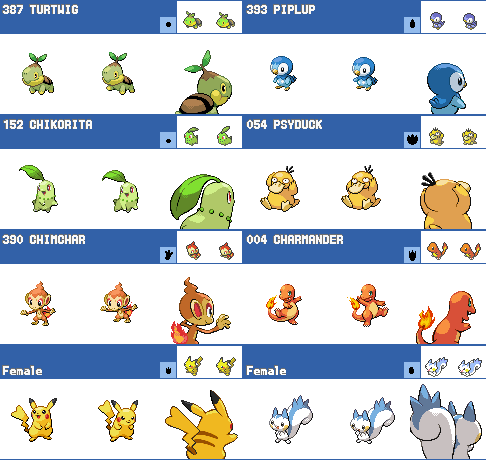 387 TURTWIG
393 PIPLUP
152 CHIKORITA
054 PSYDUCK
390 CHIMCHAR
004 CHARMANDER
Female
Female